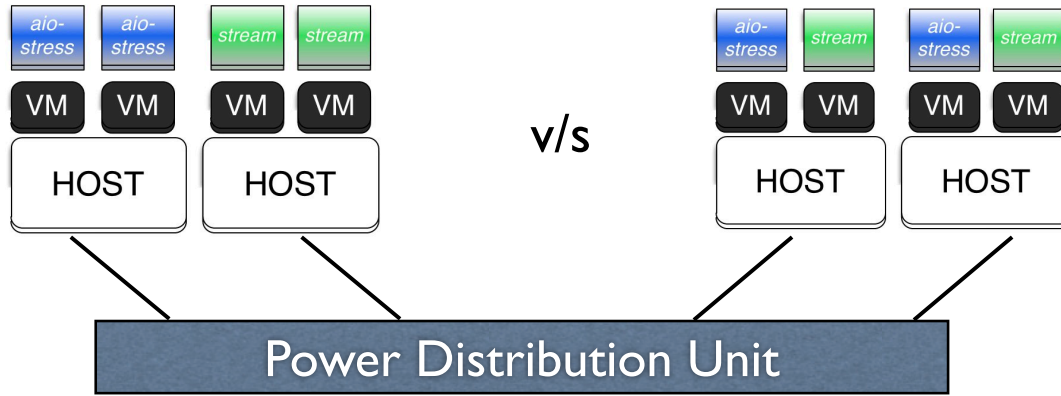 aio-
stress
aio-
stress
stream
stream
VM
VM
VM
VM
HOST
HOST
v/s
aio-
stress
stream
aio-
stress
stream
VM
VM
VM
VM
HOST
HOST
Power Distribution Unit